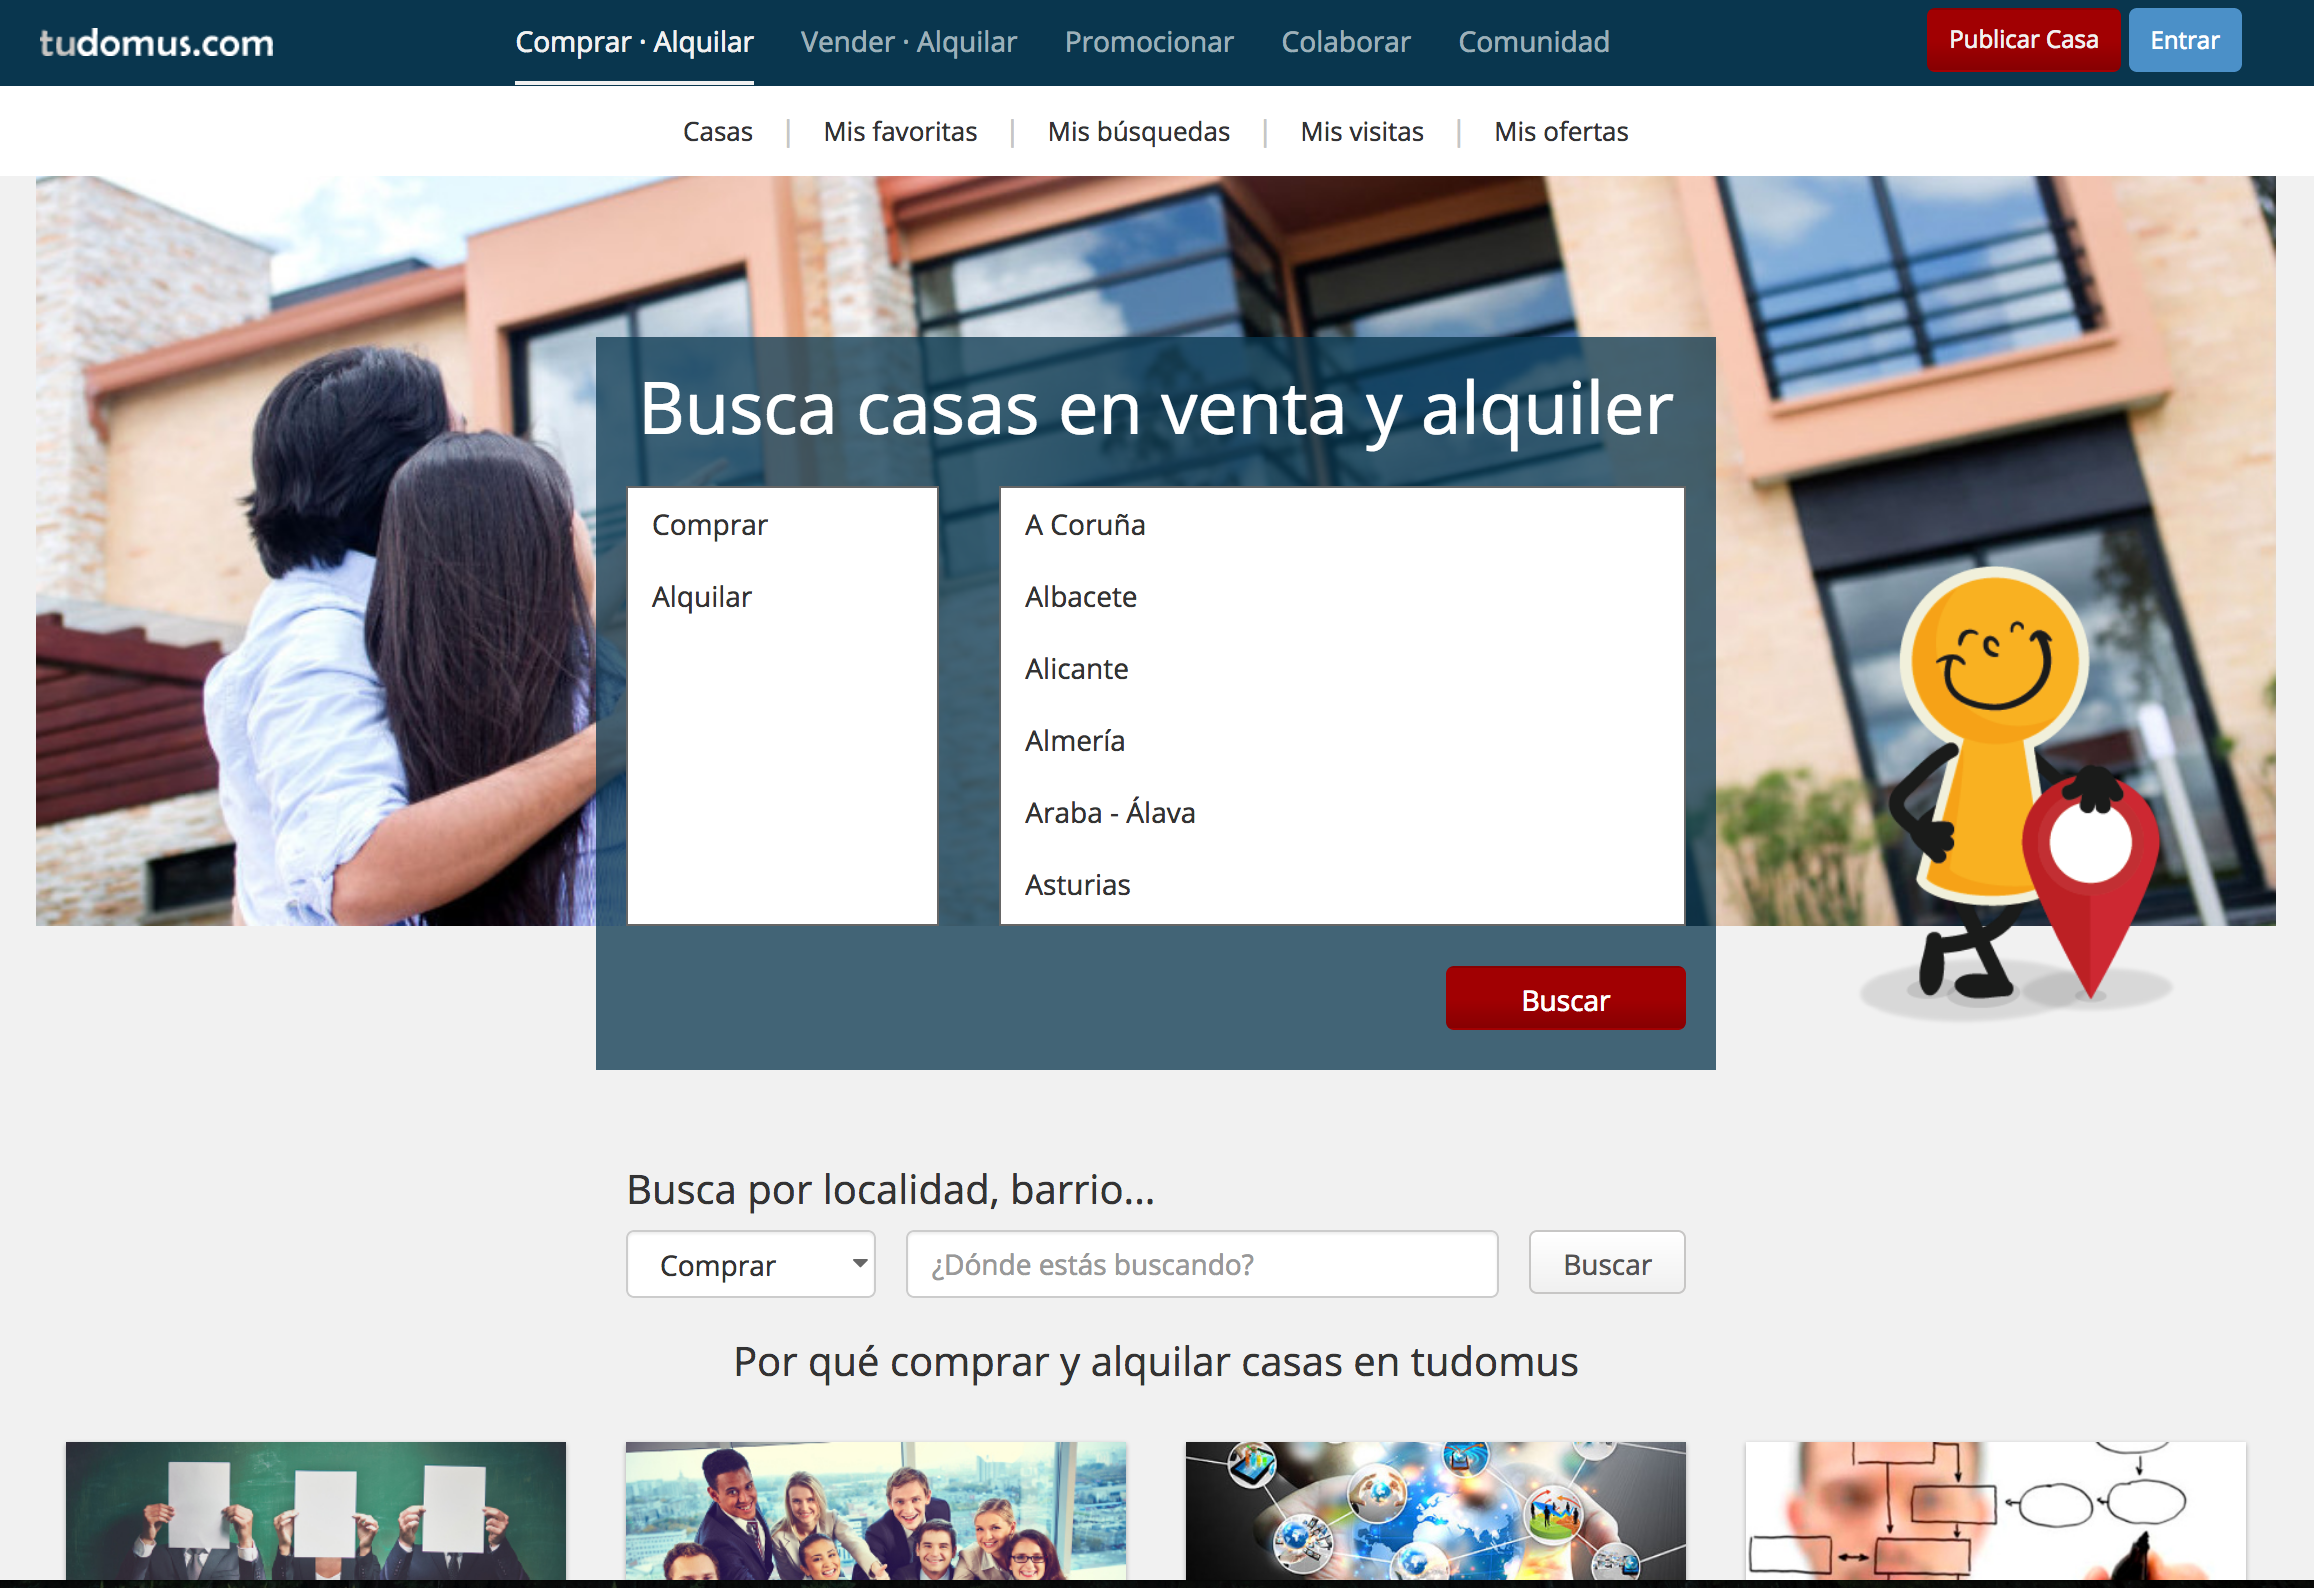 tudomus.com
Comprar · Alquilar
Vender · Alquilar
Promocionar
Colaborar
Comunidad
Publicar Casa
Entrar
Casas
Mis favoritas
Mis búsquedas
Mis visitas
Mis ofertas
Busca casas en venta y alquiler
Comprar
Alquilar
A Coruña
Albacete
Alicante
Almería
Araba - Álava
Asturias
Buscar
Busca por localidad, barrio...
Comprar
¿Dónde estás buscando?
Buscar
Por qué comprar y alquilar casas en tudomus